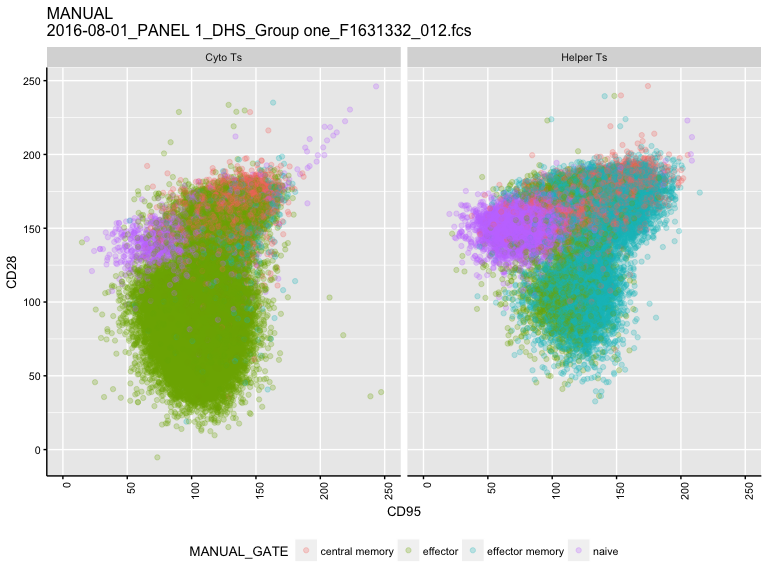 MANUAL
2016-08-01_PANEL 1_DHS_Group one_F1631332_012.fcs
Cyto Ts
Helper Ts
250
200
150
100
50
0
CD28
0 50 100 150 200 250
0 50 100 150 200 250
CD95
MANUAL_GATE central memory effector effector memory naive